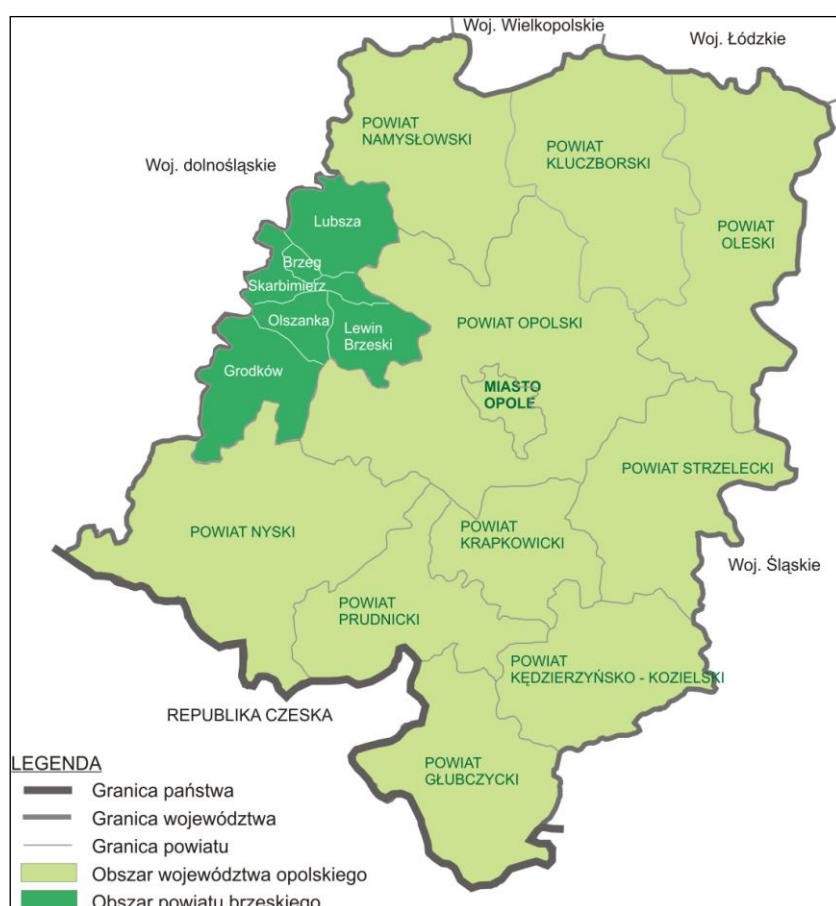 Woj. Wielkopolskie
Woj. Łódzkie
POWIAT
NAMYSŁOWSKI
POWIAT
KLUCZBORSKI
Woj. dolnośląskie
Lubsza
POWIAT
OLESKI
Brzeg
Skarbimierz
Olszanka
Lewin
Brzeski
POWIAT OPOLSKI
Grodków
MIASTO
OPOLE
POWIAT STRZELECKI
POWIAT NYSKI
POWIAT
KRAPKOWICKI
Woj. Śląskie
POWIAT
PRUDNICKI
POWIAT
KĘDZIERZYŃSKO - KOZIELSKI
REPUBLIKA CZESKA
POWIAT
GŁUBCZYCKI
LEGENDA
Granica państwa
Granica województwa
Granica powiatu
Obszar województwa opolskiego
Obszar powiatu brzeskiego